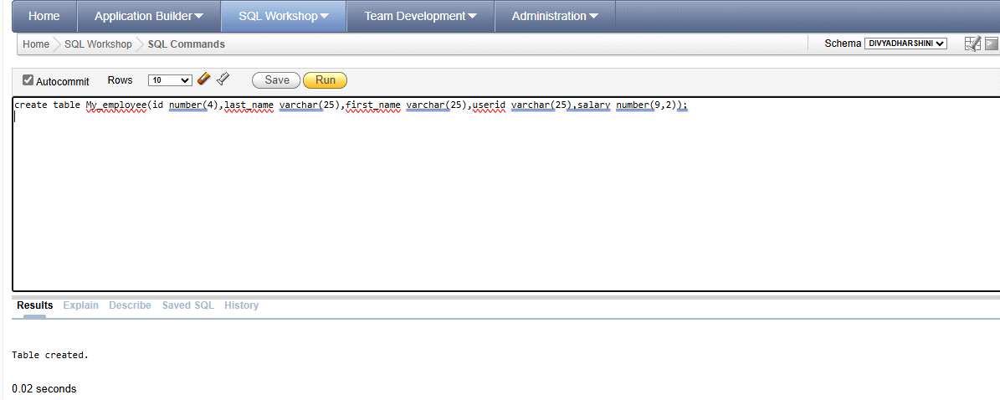 Home Application Builder SQL Workshop Team Development Administration
Home SQL Workshop SQL Commands Schema DIVYADHARSHINI
Autocommit Rows 10 Save Run
create table My_employee(id number(4),last_name varchar(25),first_name varchar(25),userid varchar(25),salary number(9,2));
Results Explain Describe Saved SQL History
Table created.
0.02 seconds